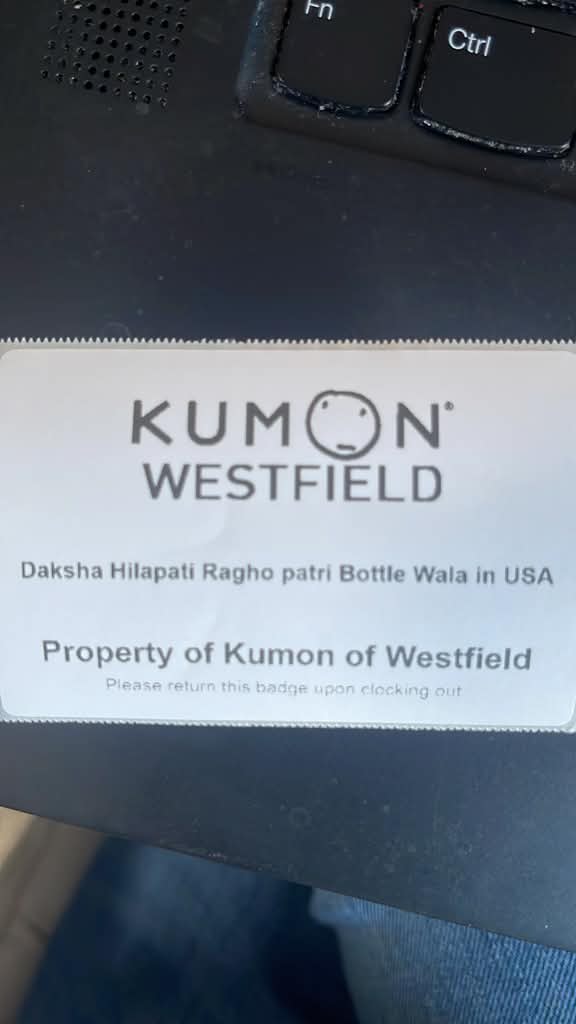 Fn
Ctrl
KUMON®
WESTFIELD
Daksha Hilapati Ragho patri Bottle Wala in USA
Property of Kumon of Westfield
Please return this badge upon clocking out